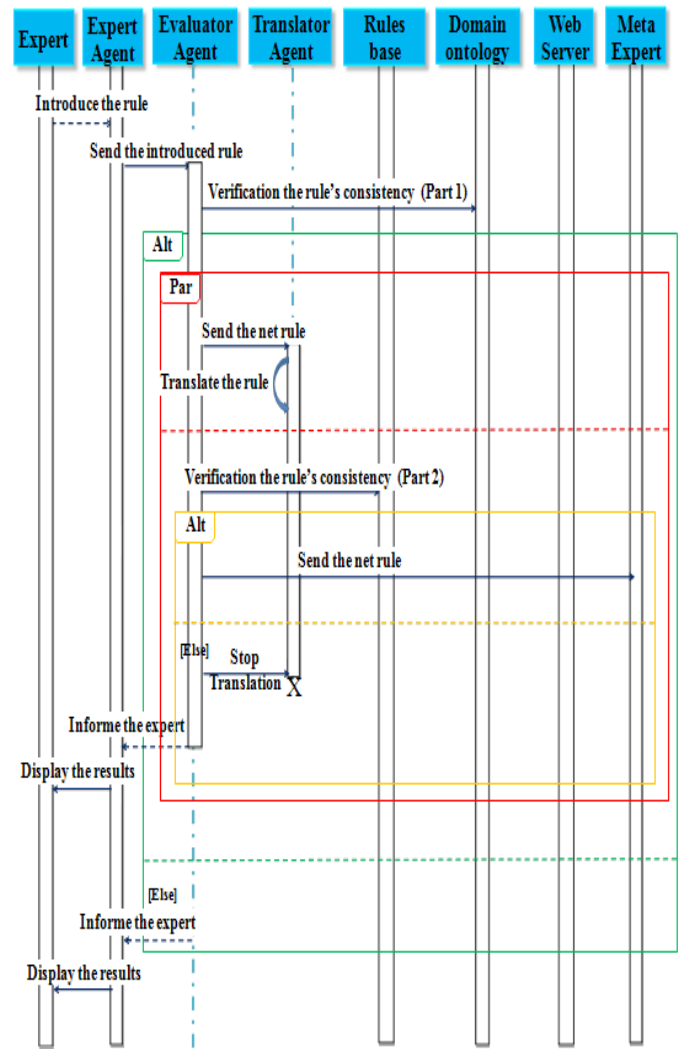 Expert
Expert
Agent
Evaluator
Agent
Translator
Agent
Rules
base
Domain
ontology
Web
Server
Meta
Expert
Introduce the rule
Send the introduced rule
Verification the rule's consistency (Part 1)
Alt
Par
Send the net rule
Translate the rule
Verification the rule's consistency (Part 2)
Alt
Send the net rule
[Else]
Stop
Translation
X
Informe the expert
Display the results
[Else]
Informe the expert
Display the results